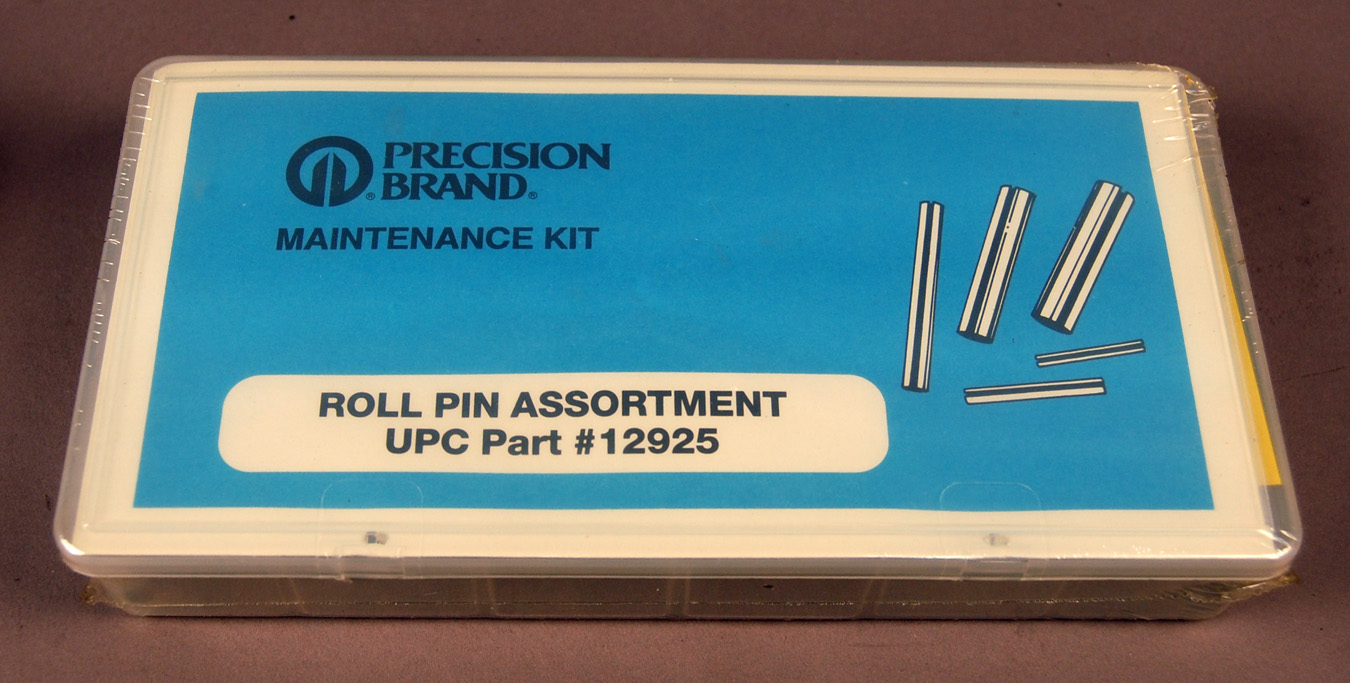 PRECISION
BRAND®
MAINTENANCE KIT
ROLL PIN ASSORTMENT
UPC Part #12925